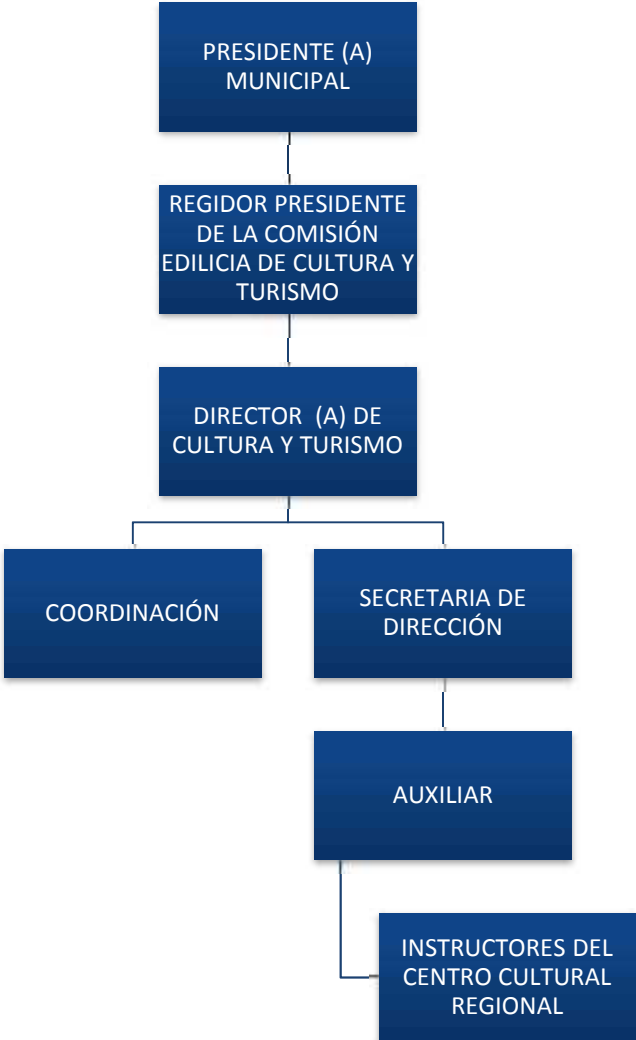 PRESIDENTE (A)
MUNICIPAL
REGIDOR PRESIDENTE
DE LA COMISIÓN
EDILICIA DE CULTURA Y
TURISMO
DIRECTOR (A) DE
CULTURA Y TURISMO
COORDINACIÓN
SECRETARIA DE
DIRECCIÓN
AUXILIAR
INSTRUCTORES DEL
CENTRO CULTURAL
REGIONAL